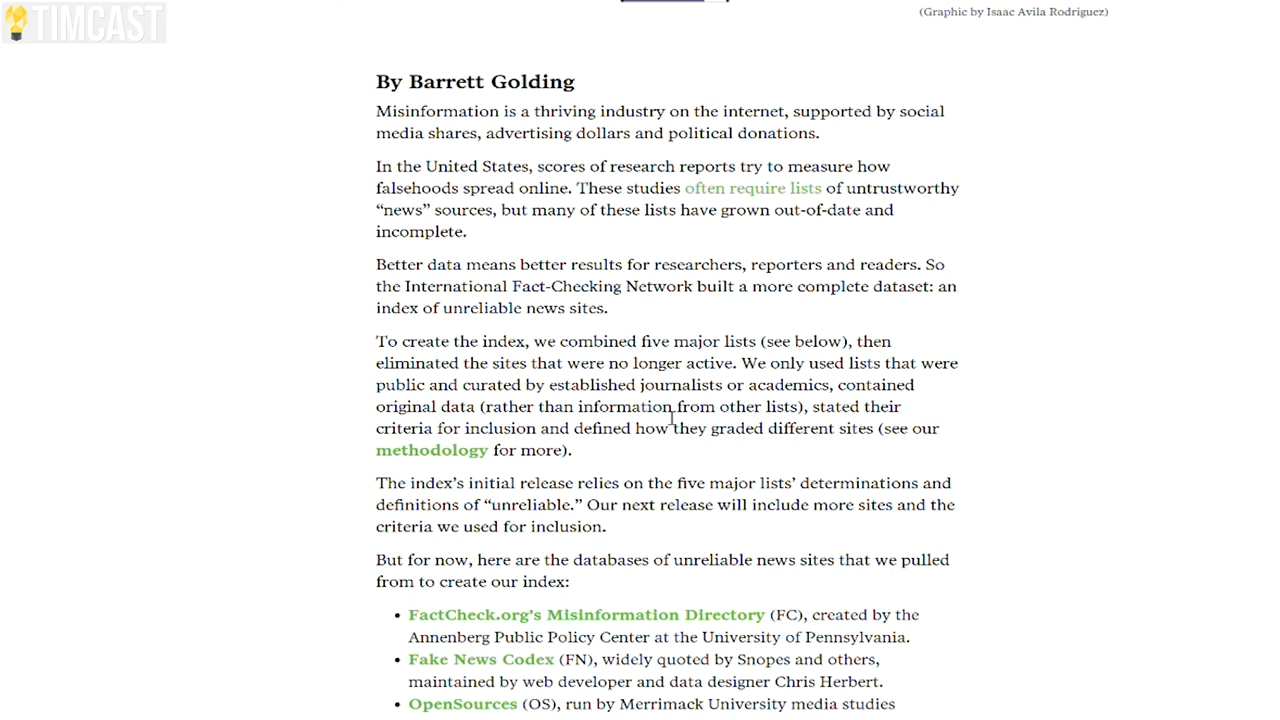 TIMCAST
(Graphic by Isaac Avila Rodriguez)
By Barrett Golding
Misinformation is a thriving industry on the internet, supported by social
media shares, advertising dollars and political donations.
In the United States, scores of research reports try to measure how
falsehoods spread online. These studies often require lists of untrustworthy
“news” sources, but many of these lists have grown out-of-date and
incomplete.
Better data means better results for researchers, reporters and readers. So
the International Fact-Checking Network built a more complete dataset: an
index of unreliable news sites.
To create the index, we combined five major lists (see below), then
eliminated the sites that were no longer active. We only used lists that were
public and curated by established journalists or academics, contained
original data (rather than information from other lists), stated their
criteria for inclusion and defined how they graded different sites (see our
methodology for more).
The index’s initial release relies on the five major lists’ determinations and
definitions of “unreliable.” Our next release will include more sites and the
criteria we used for inclusion.
But for now, here are the databases of unreliable news sites that we pulled
from to create our index:
• FactCheck.org’s Misinformation Directory (FC), created by the
Annenberg Public Policy Center at the University of Pennsylvania.
• Fake News Codex (FN), widely quoted by Snopes and others,
maintained by web developer and data designer Chris Herbert.
• OpenSources (OS), run by Merrimack University media studies